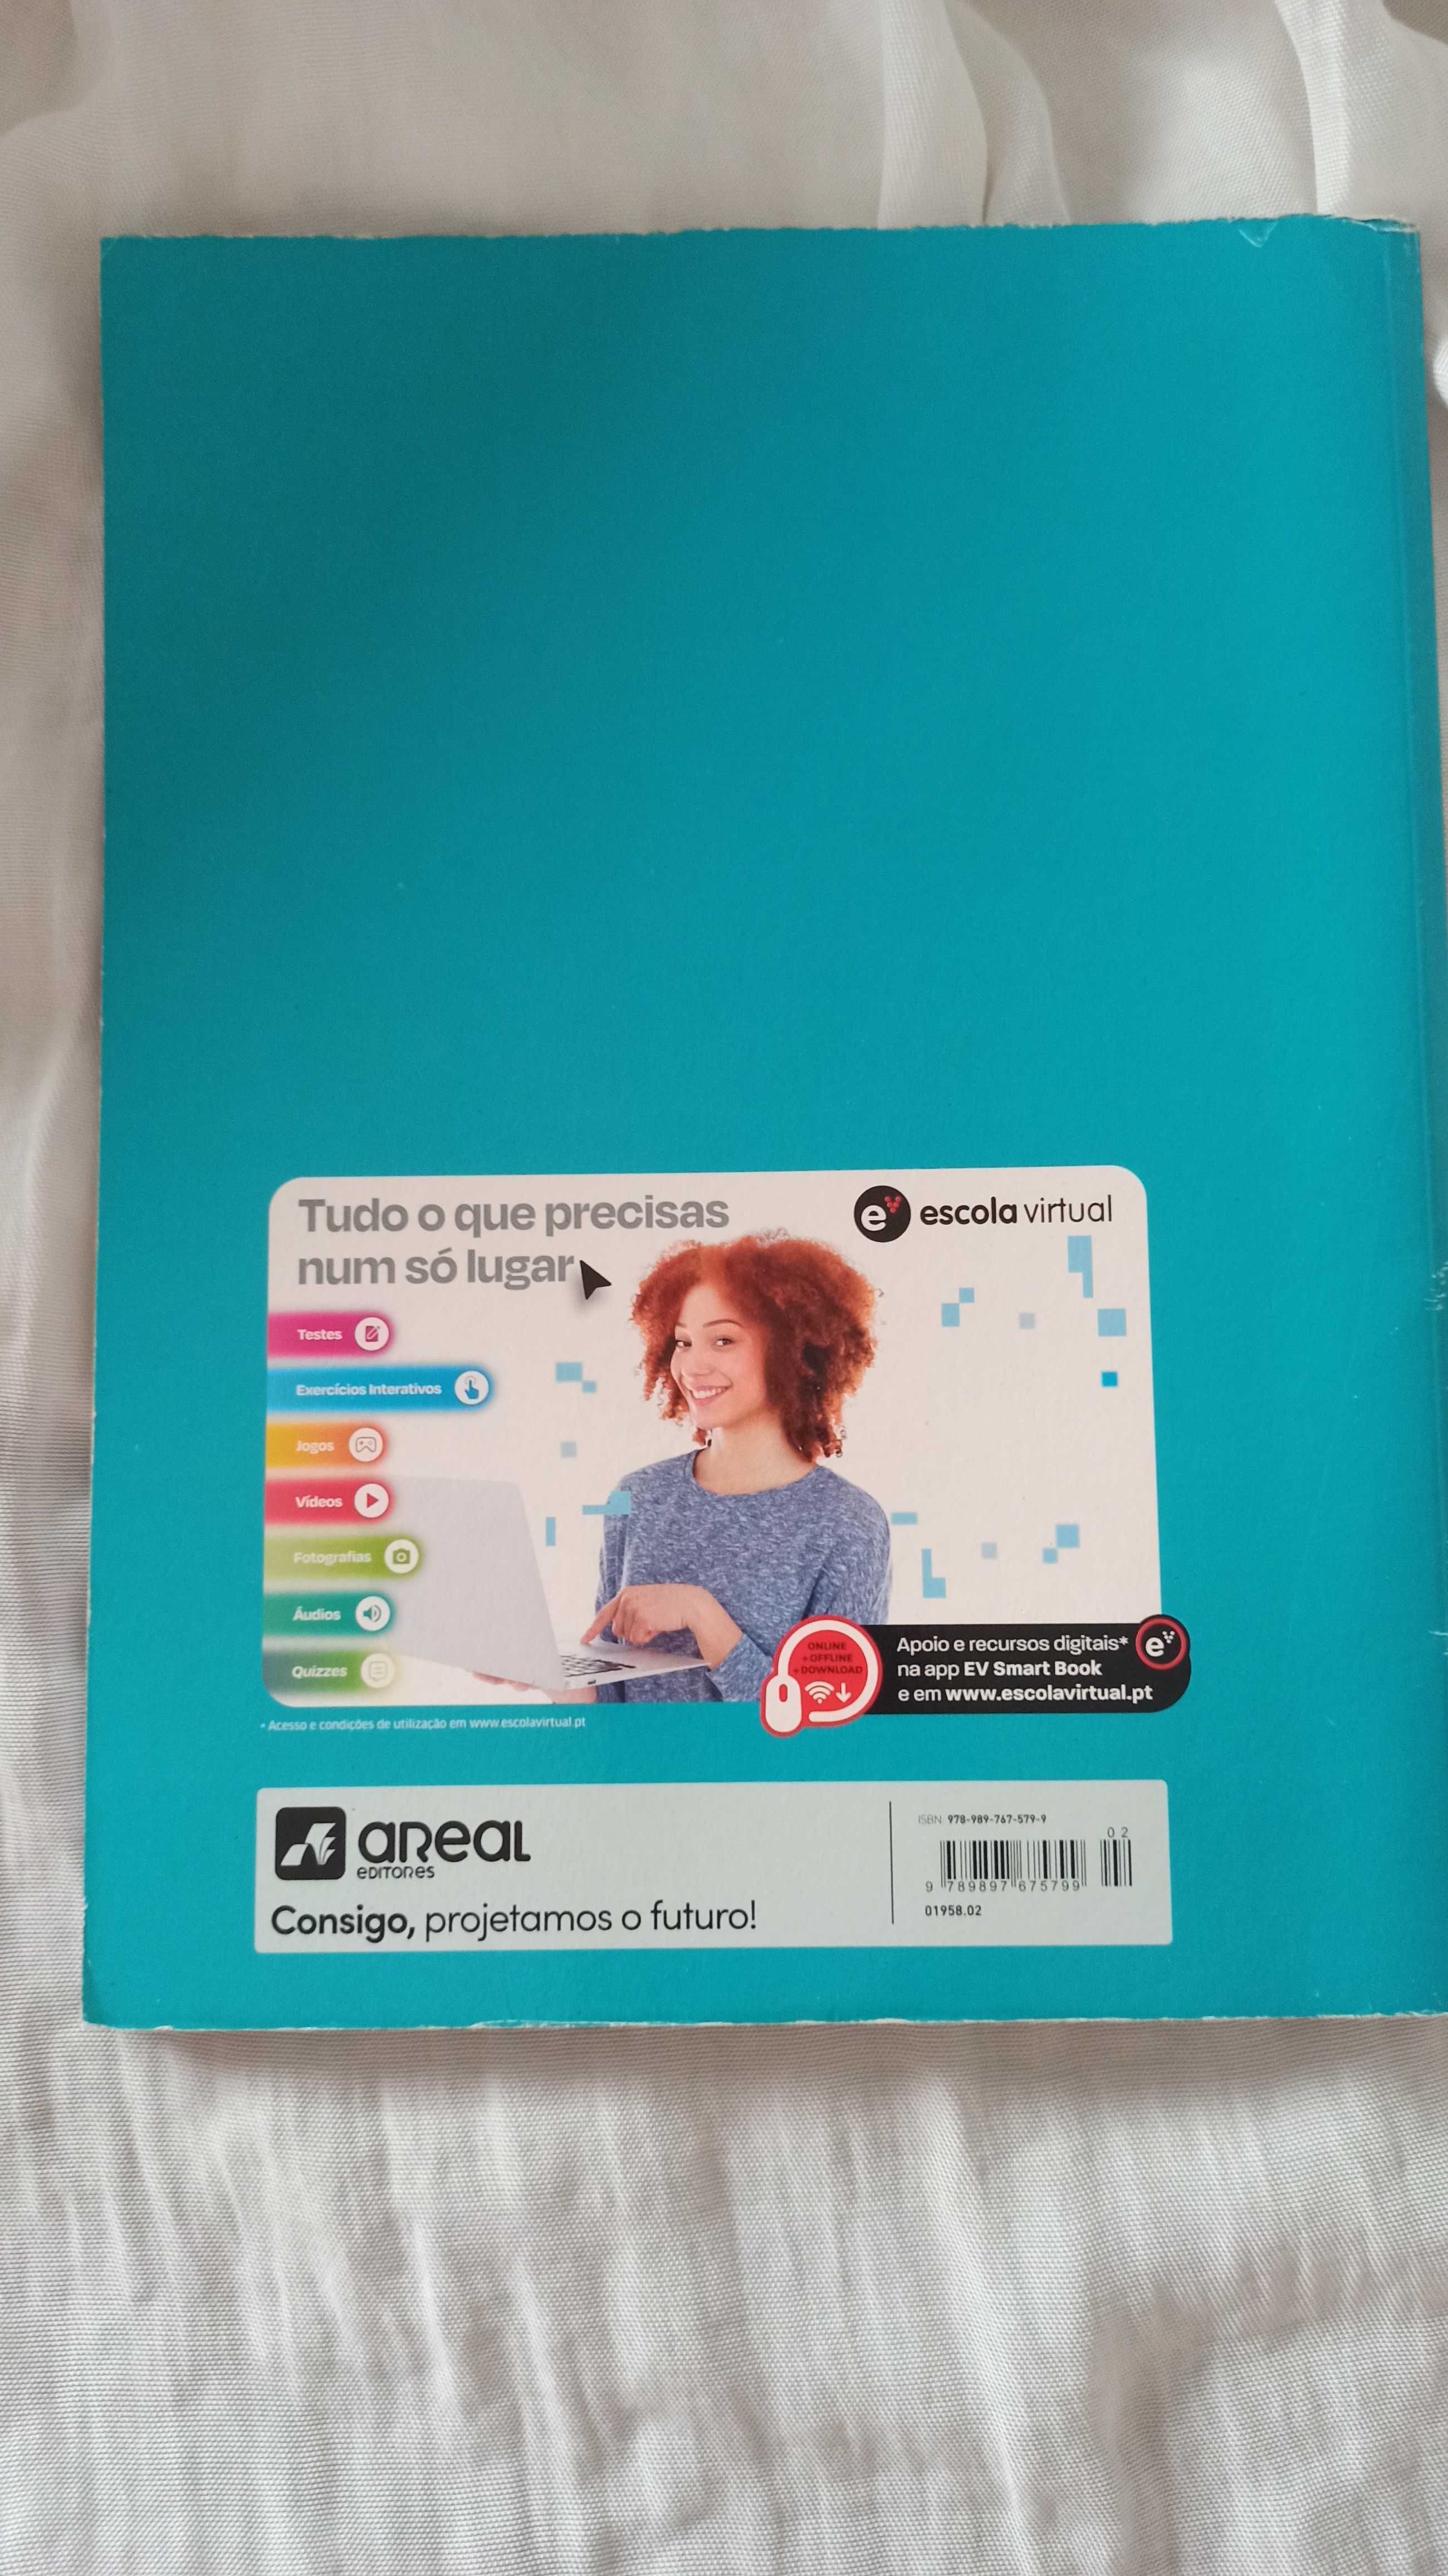 Tudo o que precisas
num só lugar
escola virtual
Testes
Exercícios Interativos
Jogos
Vídeos
Fotografias
Áudios
Quizzes
ONLINE
+OFFLINE
+DOWNLOAD
Apoio e recursos digitais*
na app EV Smart Book
e em www.escolavirtual.pt
* Acesso e condições de utilização em www.escolavirtual.pt
aREaL
EDITORES
Consigo, projetamos o futuro!
ISBN 978-989-767-579-9
02
9 789897 675799
01958.02